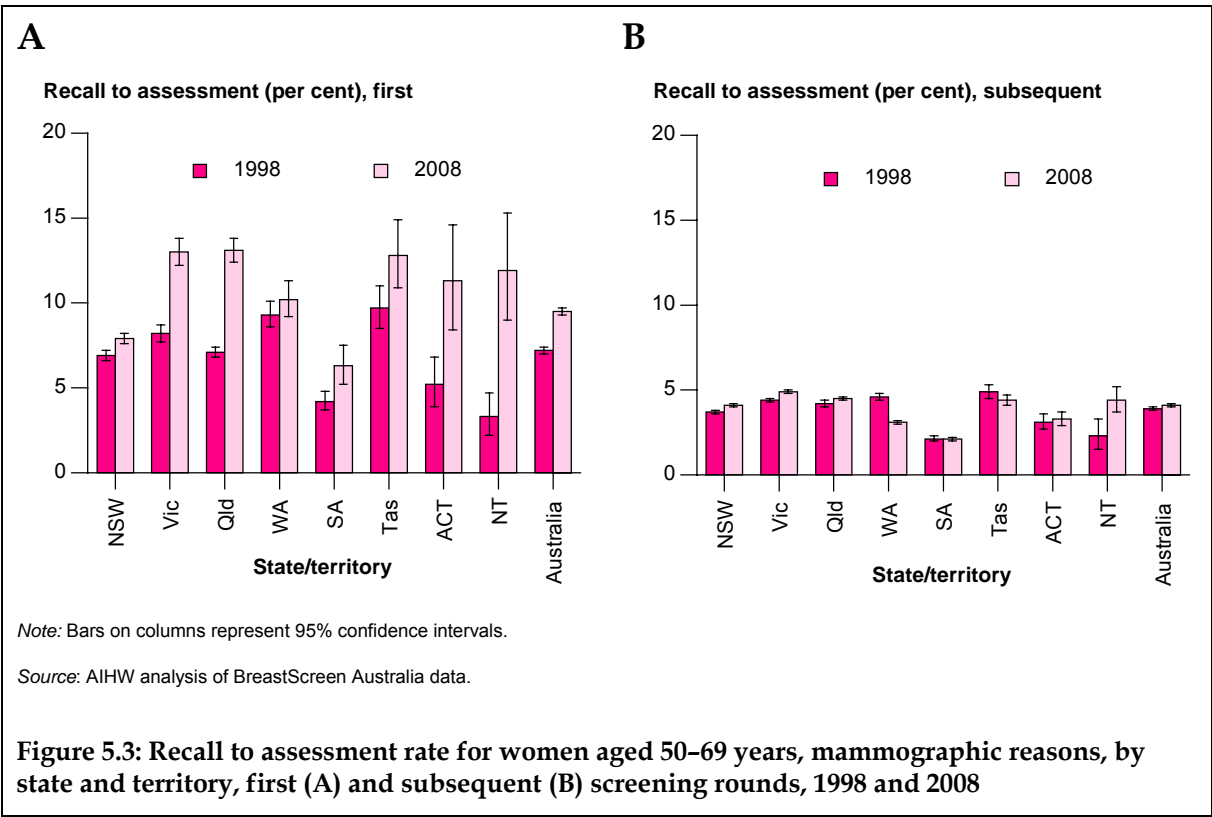 A
Recall to assessment (per cent), first
20
15
10
5
0
1998
2008
NSW
Vic
Qld
WA
SA
Tas
ACT
NT
Australia
State/territory
B
Recall to assessment (per cent), subsequent
20
15
10
5
0
1998
2008
NSW
Vic
Qld
WA
SA
Tas
ACT
NT
Australia
State/territory
Note: Bars on columns represent 95% confidence intervals.
Source: AIHW analysis of BreastScreen Australia data.
Figure 5.3: Recall to assessment rate for women aged 50–69 years, mammographic reasons, by
state and territory, first (A) and subsequent (B) screening rounds, 1998 and 2008